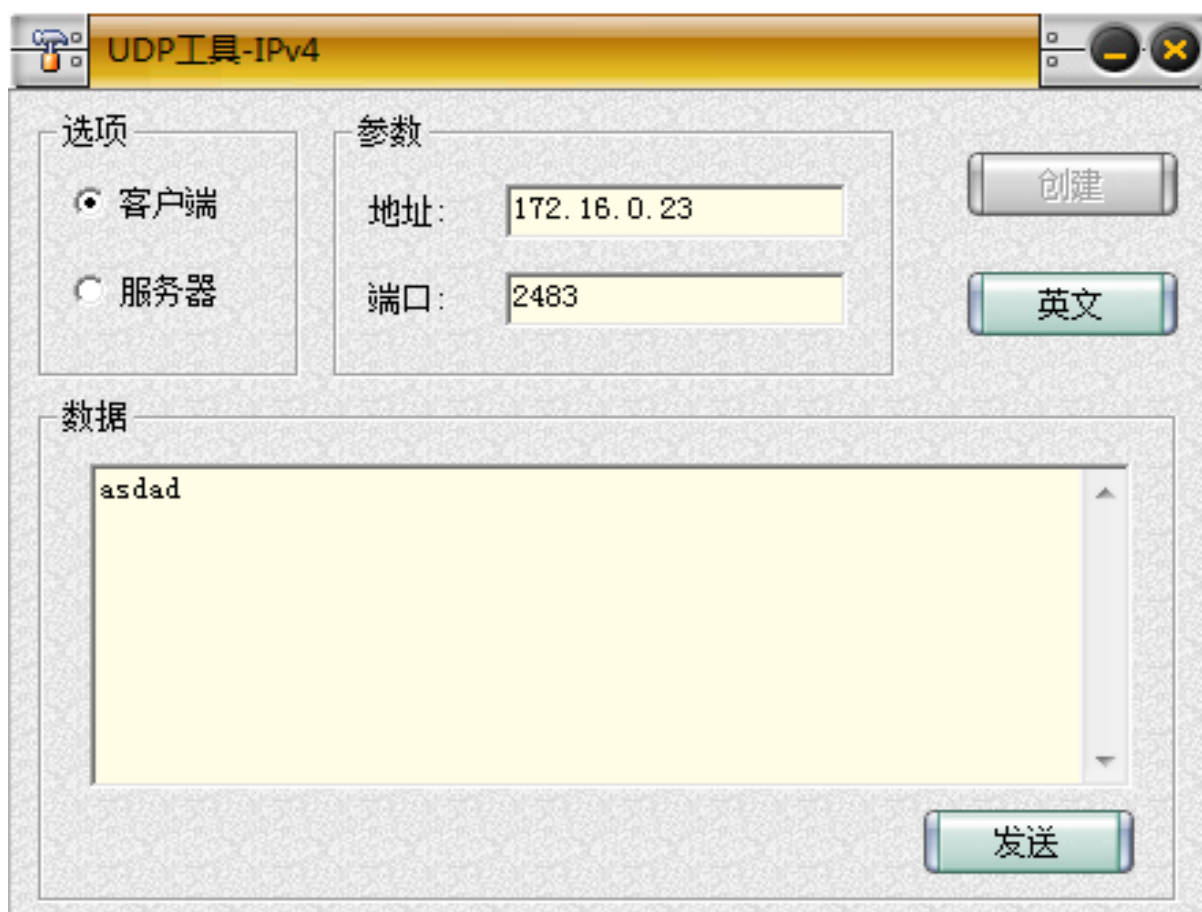 UDP工具-IPv4
选项
客户端
服务器
参数
地址:
172.16.0.23
端口:
2483
创建
英文
数据
asdad
发送